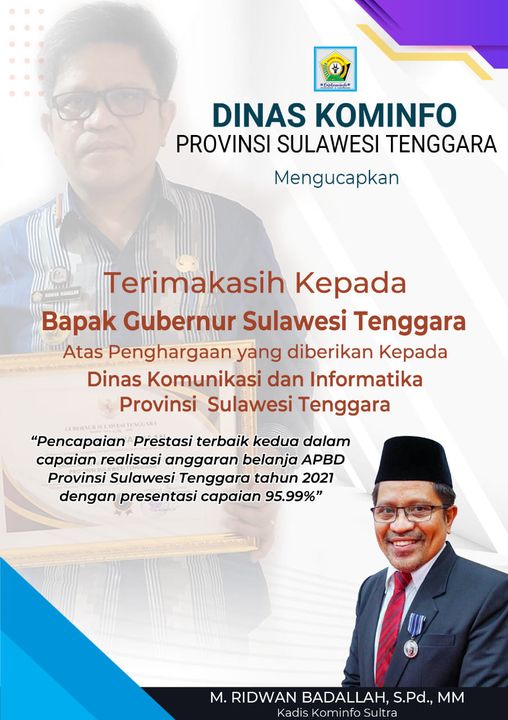 DINAS KOMINFO
PROVINSI SULAWESI TENGGARA
Mengucapkan
Terimakasih Kepada
Bapak Gubernur Sulawesi Tenggara
Atas Penghargaan yang diberikan Kepada
Dinas Komunikasi dan Informatika
Provinsi Sulawesi Tenggara
“Pencapaian Prestasi terbaik kedua dalam
capaian realisasi anggaran belanja APBD
Provinsi Sulawesi Tenggara tahun 2021
dengan presentasi capaian 95.99%”
M. RIDWAN BADALLAH, S.Pd., MM
Kadis Kominfo Sultra